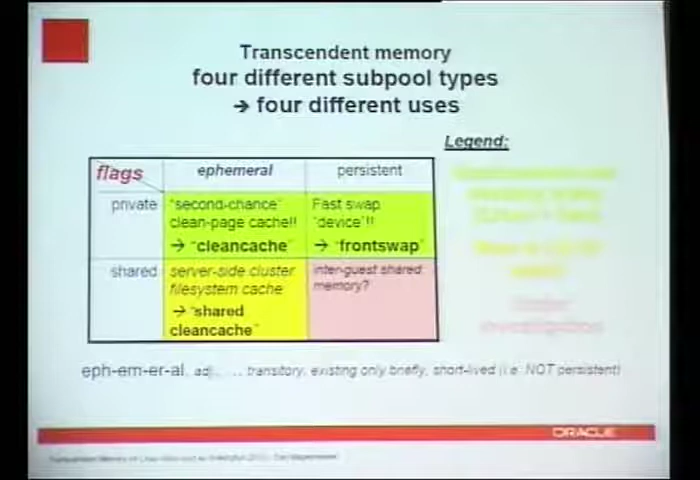 Transcendent memory
four different subpool types
→ four different uses
Legend:
flags
ephemeral
persistent
private
"second-chance"
clean-page cache!!
→ "cleancache"
Fast swap
"device"!!
→ "frontswap"
shared
server-side cluster
filesystem cache
→ "shared
cleancache"
inter-guest shared
memory?
eph-em-er-al, adj., ... transitory, existing only briefly, short-lived (i.e. NOT persistent)
ORACLE